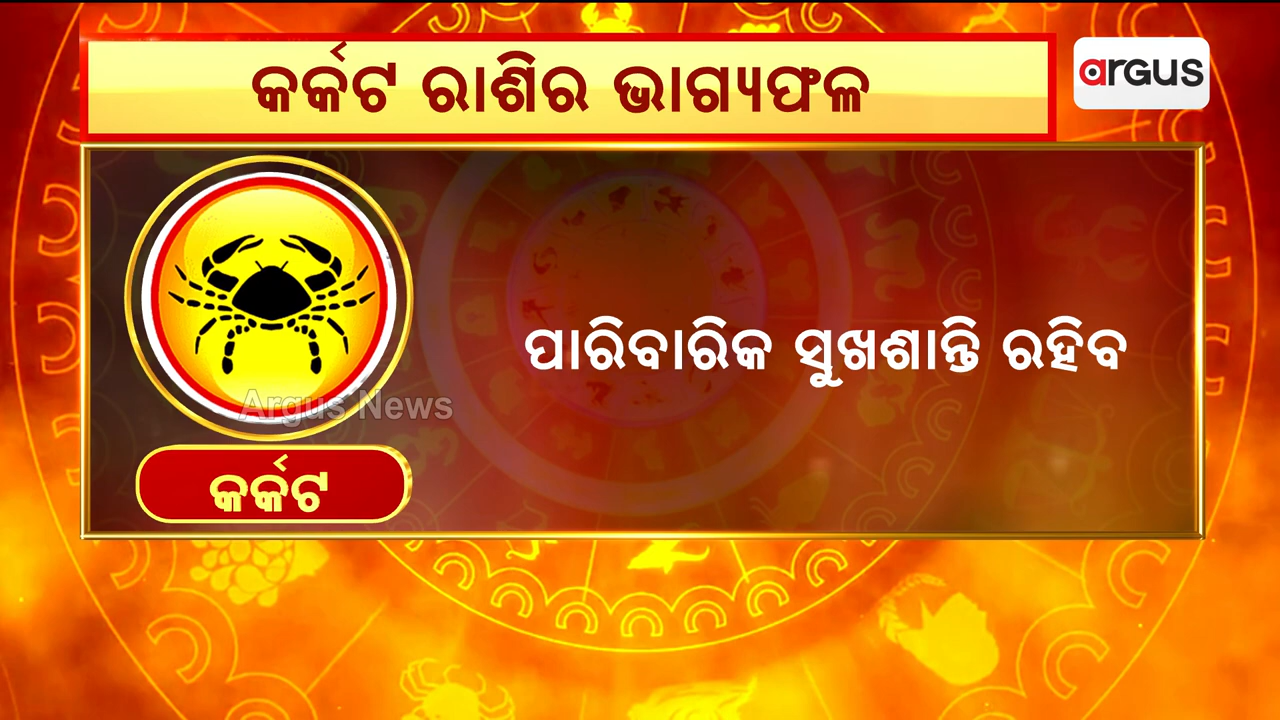 କର୍କଟ ରାଶିର ଭାଗ୍ୟଫଳ
argus
ପାରିବାରିକ ସୁଖଶାନ୍ତି ରହିବ
Argus News
କର୍କଟ